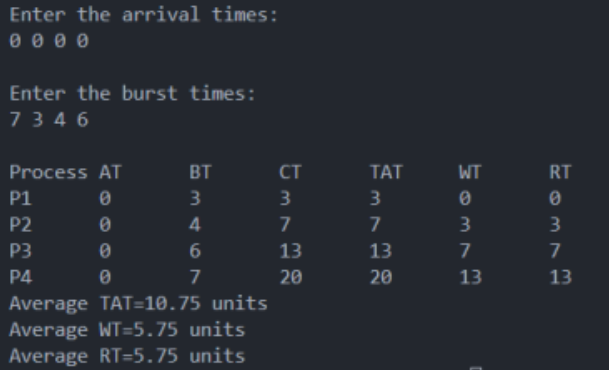 Enter the arrival times:
0 0 0 0
Enter the burst times:
7 3 4 6
Process AT BT CT TAT WT RT
P1 0 3 3 3 0 0
P2 0 4 7 7 3 3
P3 0 6 13 13 7 7
P4 0 7 20 20 13 13
Average TAT=10.75 units
Average WT=5.75 units
Average RT=5.75 units